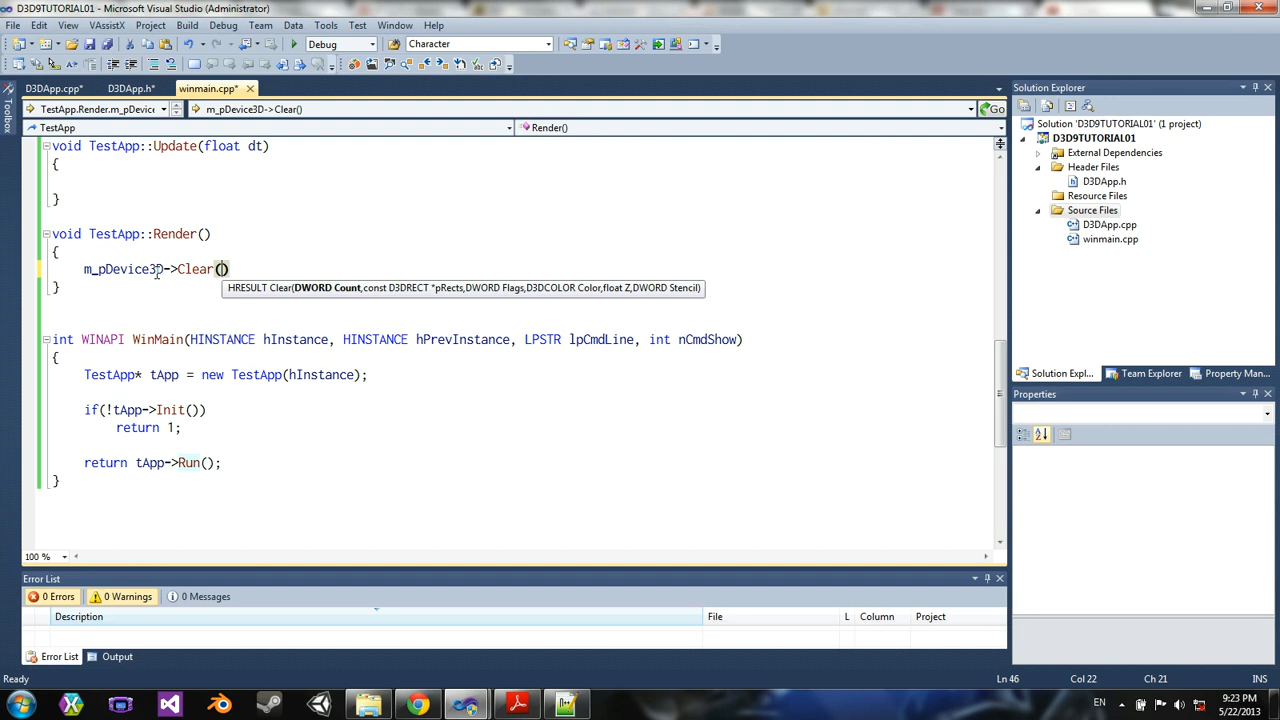 D3D9TUTORIAL01 - Microsoft Visual Studio (Administrator)
File Edit View VAssistX Project Build Debug Team Data Tools Test Window Help
Debug Character
D3DApp.cpp* D3DApp.h* winmain.cpp*
TestApp.Render.m_pDevice m_pDevice3D->Clear() Go
TestApp Render()
void TestApp::Update(float dt)
{
}
void TestApp::Render()
{
m_pDevice3D->Clear()
HRESULT Clear(DWORD Count,const D3DRECT *pRects,DWORD Flags,D3DCOLOR Color,float Z,DWORD Stencil)
}
int WINAPI WinMain(HINSTANCE hInstance, HINSTANCE hPrevInstance, LPSTR lpCmdLine, int nCmdShow)
{
TestApp* tApp = new TestApp(hInstance);
if(!tApp->Init())
return 1;
return tApp->Run();
}
100 %
Toolbox
Solution Explorer
Solution 'D3D9TUTORIAL01' (1 project)
D3D9TUTORIAL01
External Dependencies
Header Files
D3DApp.h
Resource Files
Source Files
D3DApp.cpp
winmain.cpp
Solution Expl... Team Explorer Property Man...
Properties
Error List
0 Errors 0 Warnings 0 Messages
Description File L Column Project
Error List Output
Ready Ln 46 Col 22 Ch 21 INS
EN 9:23 PM
5/22/2013